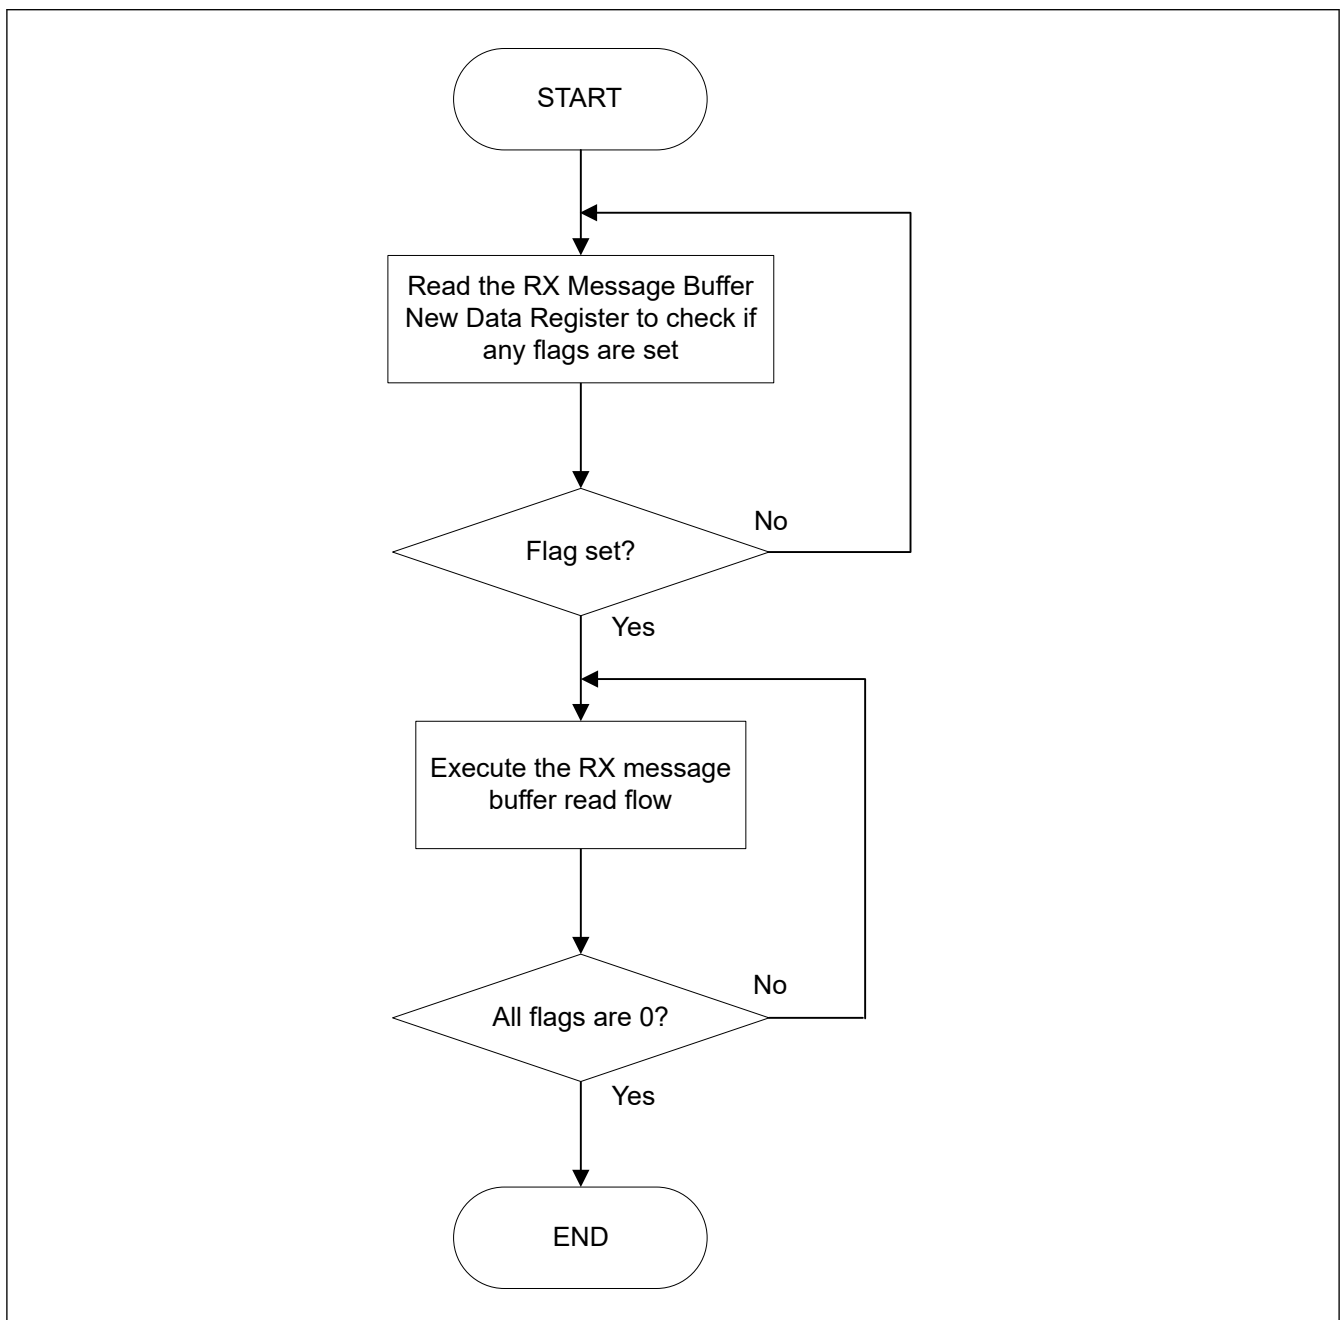 START
Read the RX Message Buffer
New Data Register to check if
any flags are set
Flag set?
No
Yes
Execute the RX message
buffer read flow
All flags are 0?
No
Yes
END